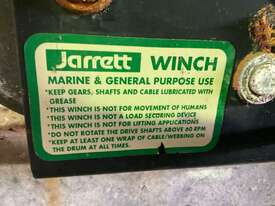 Jarrett WINCH
MARINE & GENERAL PURPOSE USE
*KEEP GEARS, SHAFTS AND CABLE LUBRICATED WITH
GREASE
*THIS WINCH IS NOT FOR MOVEMENT OF HUMANS
*THIS WINCH IS NOT A LOAD SECURING DEVICE
*THIS WINCH IS NOT FOR LIFTING APPLICATIONS
*DO NOT ROTATE THE DRIVE SHAFTS ABOVE 60 RPM
*KEEP AT LEAST ONE WRAP OF CABLE/WEBBING ON
THE DRUM AT ALL TIMES.